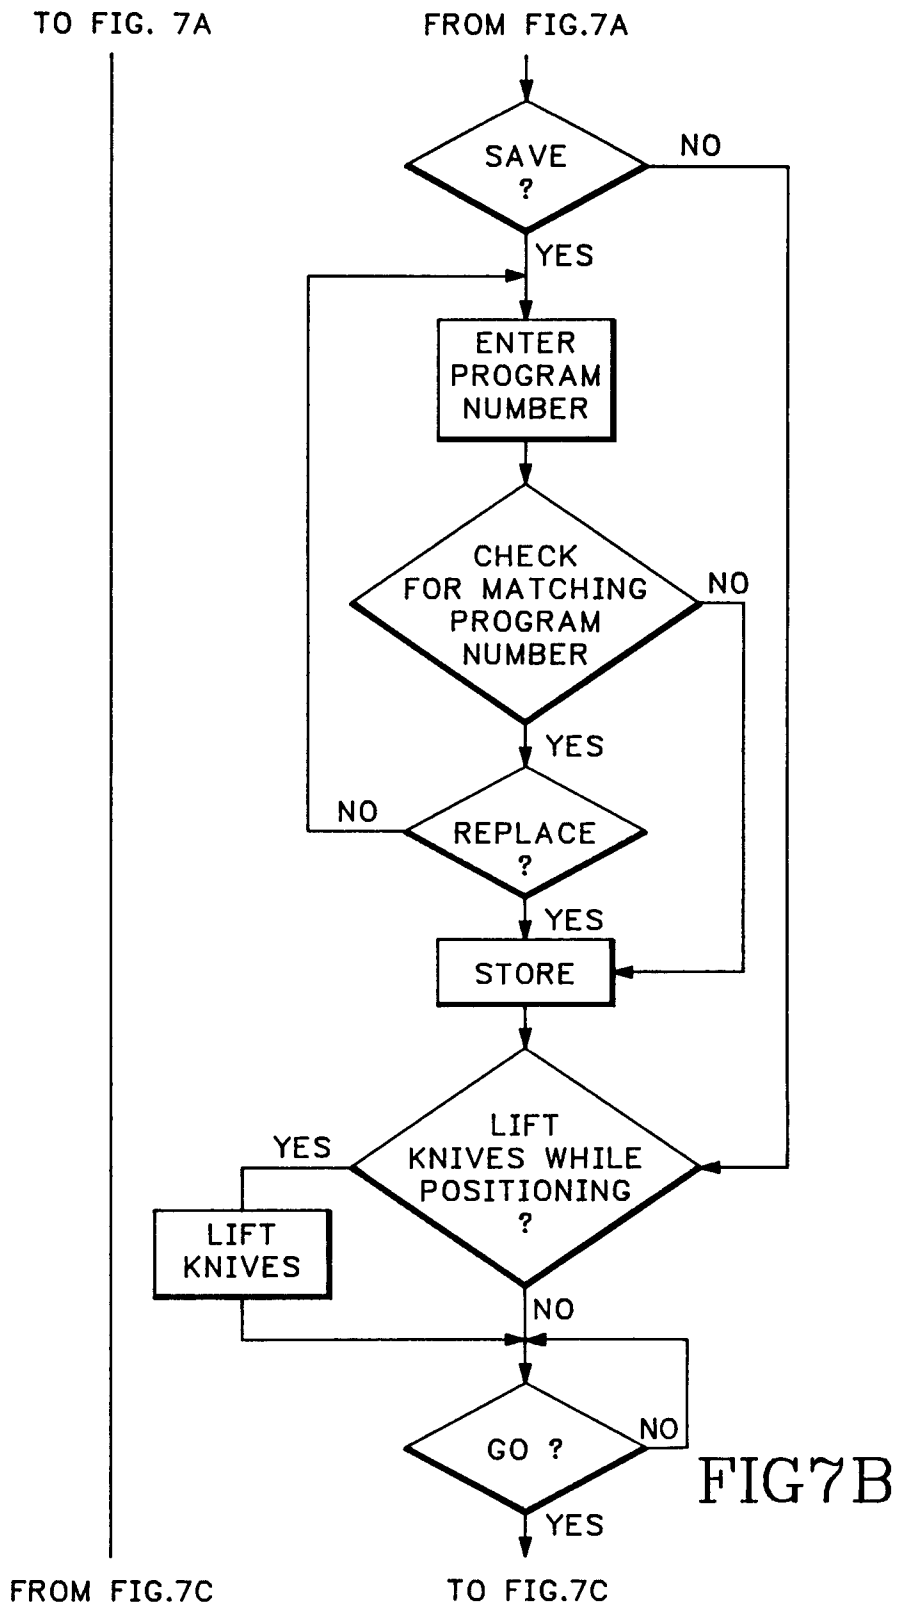 TO FIG. 7A
FROM FIG.7A
SAVE
?
NO
YES
ENTER
PROGRAM
NUMBER
CHECK
FOR MATCHING
PROGRAM
NUMBER
NO
YES
NO
REPLACE
?
YES
STORE
LIFT
KNIVES WHILE
POSITIONING
?
YES
LIFT
KNIVES
NO
GO ?
NO
FIG7B
YES
FROM FIG.7C
TO FIG.7C